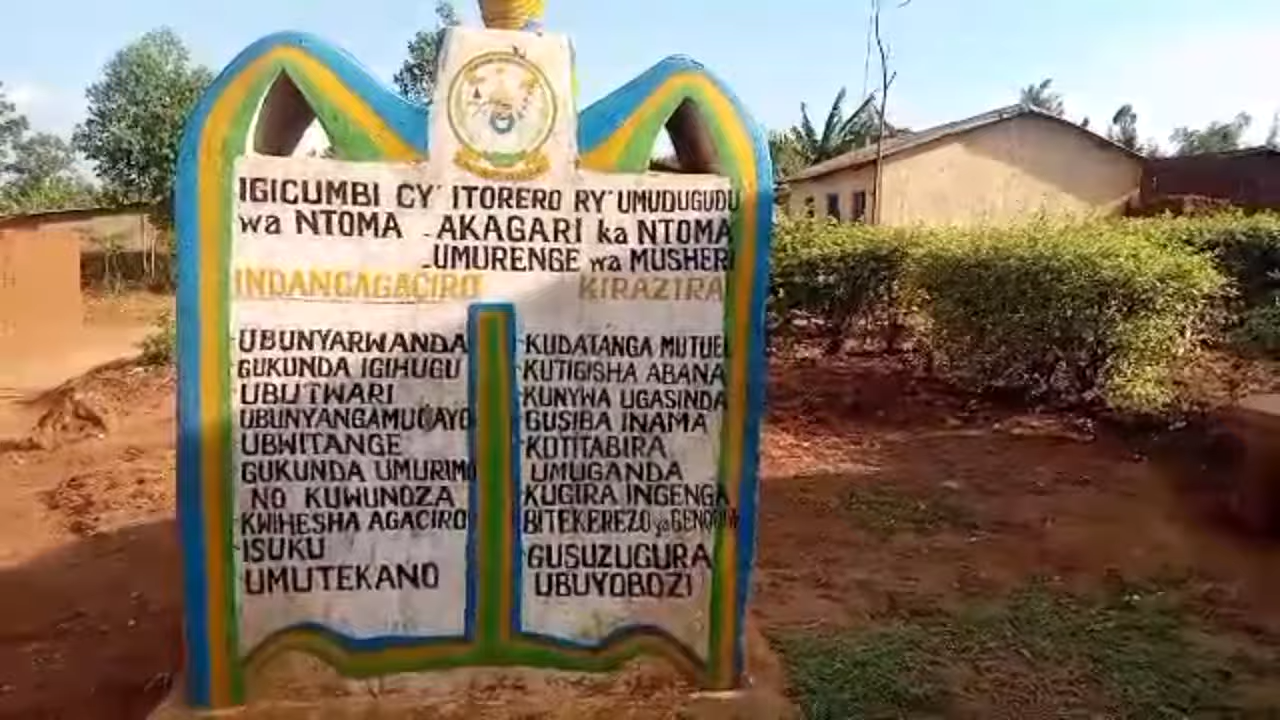 IGICUMBI CY' ITORERO RY' UMUDUGUDU
wa NTOMA - AKAGARI ka NTOMA
-UMURENGE wa MUSHERI
INDANGAGACIRO
KIRAZIRA
UBUNYARWANDA
GUKUNDA IGIHUGU
UBUTWARI
UBUNYANGAMUGAYO
UBWITANGE
GUKUNDA UMURIMO
NO KUWUNOZA
KWIHESHA AGACIRO
ISUKU
UMUTEKANO
KUDATANGA MUTUEL
KUTIGISHA ABANA
KUNYWA UGASINDA
GUSIBA INAMA
KUTITABIRA
UMUGANDA
KUGIRA INGENGA
BITEKEREZO ya
GUSUZUGURA
UBUYOBOZI